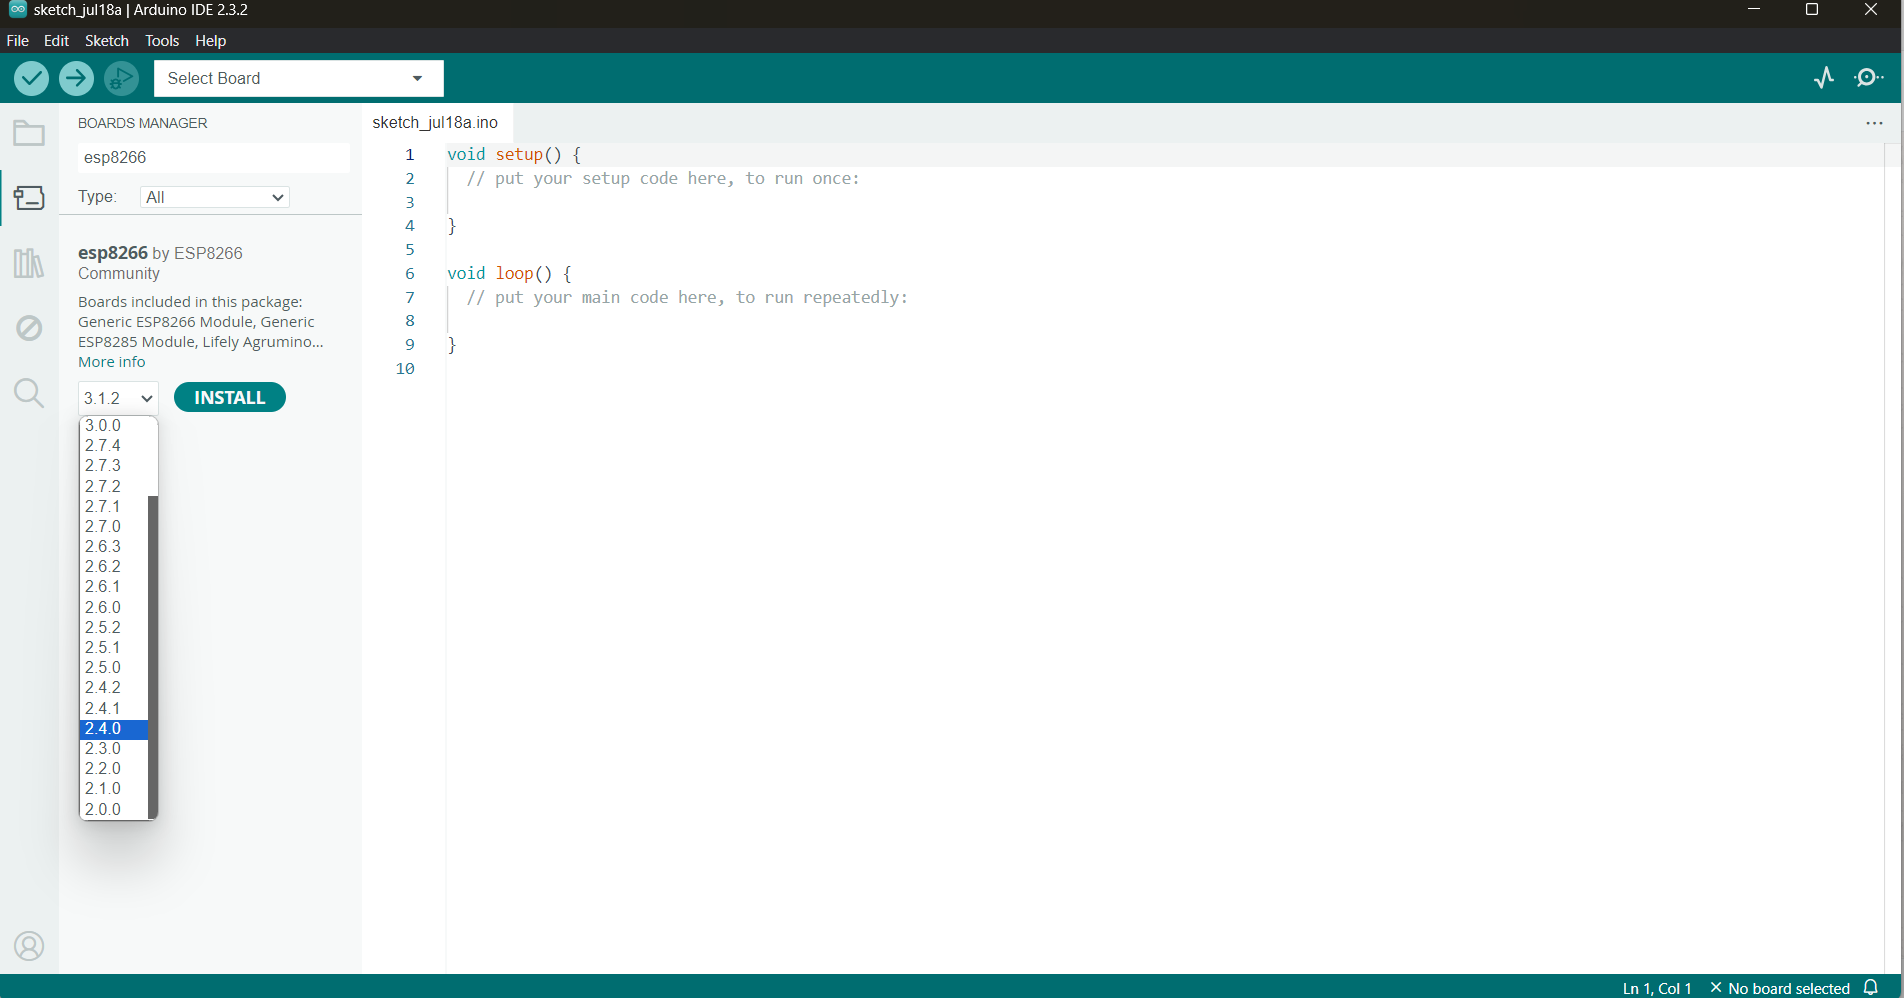 sketch_jul18a | Arduino IDE 2.3.2
File Edit Sketch Tools Help
Select Board
BOARDS MANAGER
esp8266
Type: All
esp8266 by ESP8266
Community
Boards included in this package:
Generic ESP8266 Module, Generic
ESP8285 Module, Lifely Agrumino...
More info
3.1.2 INSTALL
3.0.0
2.7.4
2.7.3
2.7.2
2.7.1
2.7.0
2.6.3
2.6.2
2.6.1
2.6.0
2.5.2
2.5.1
2.5.0
2.4.2
2.4.1
2.4.0
2.3.0
2.2.0
2.1.0
2.0.0
sketch_jul18a.ino
1 void setup() {
2 // put your setup code here, to run once:
3
4 }
5
6 void loop() {
7 // put your main code here, to run repeatedly:
8
9 }
10
Ln 1, Col 1 × No board selected